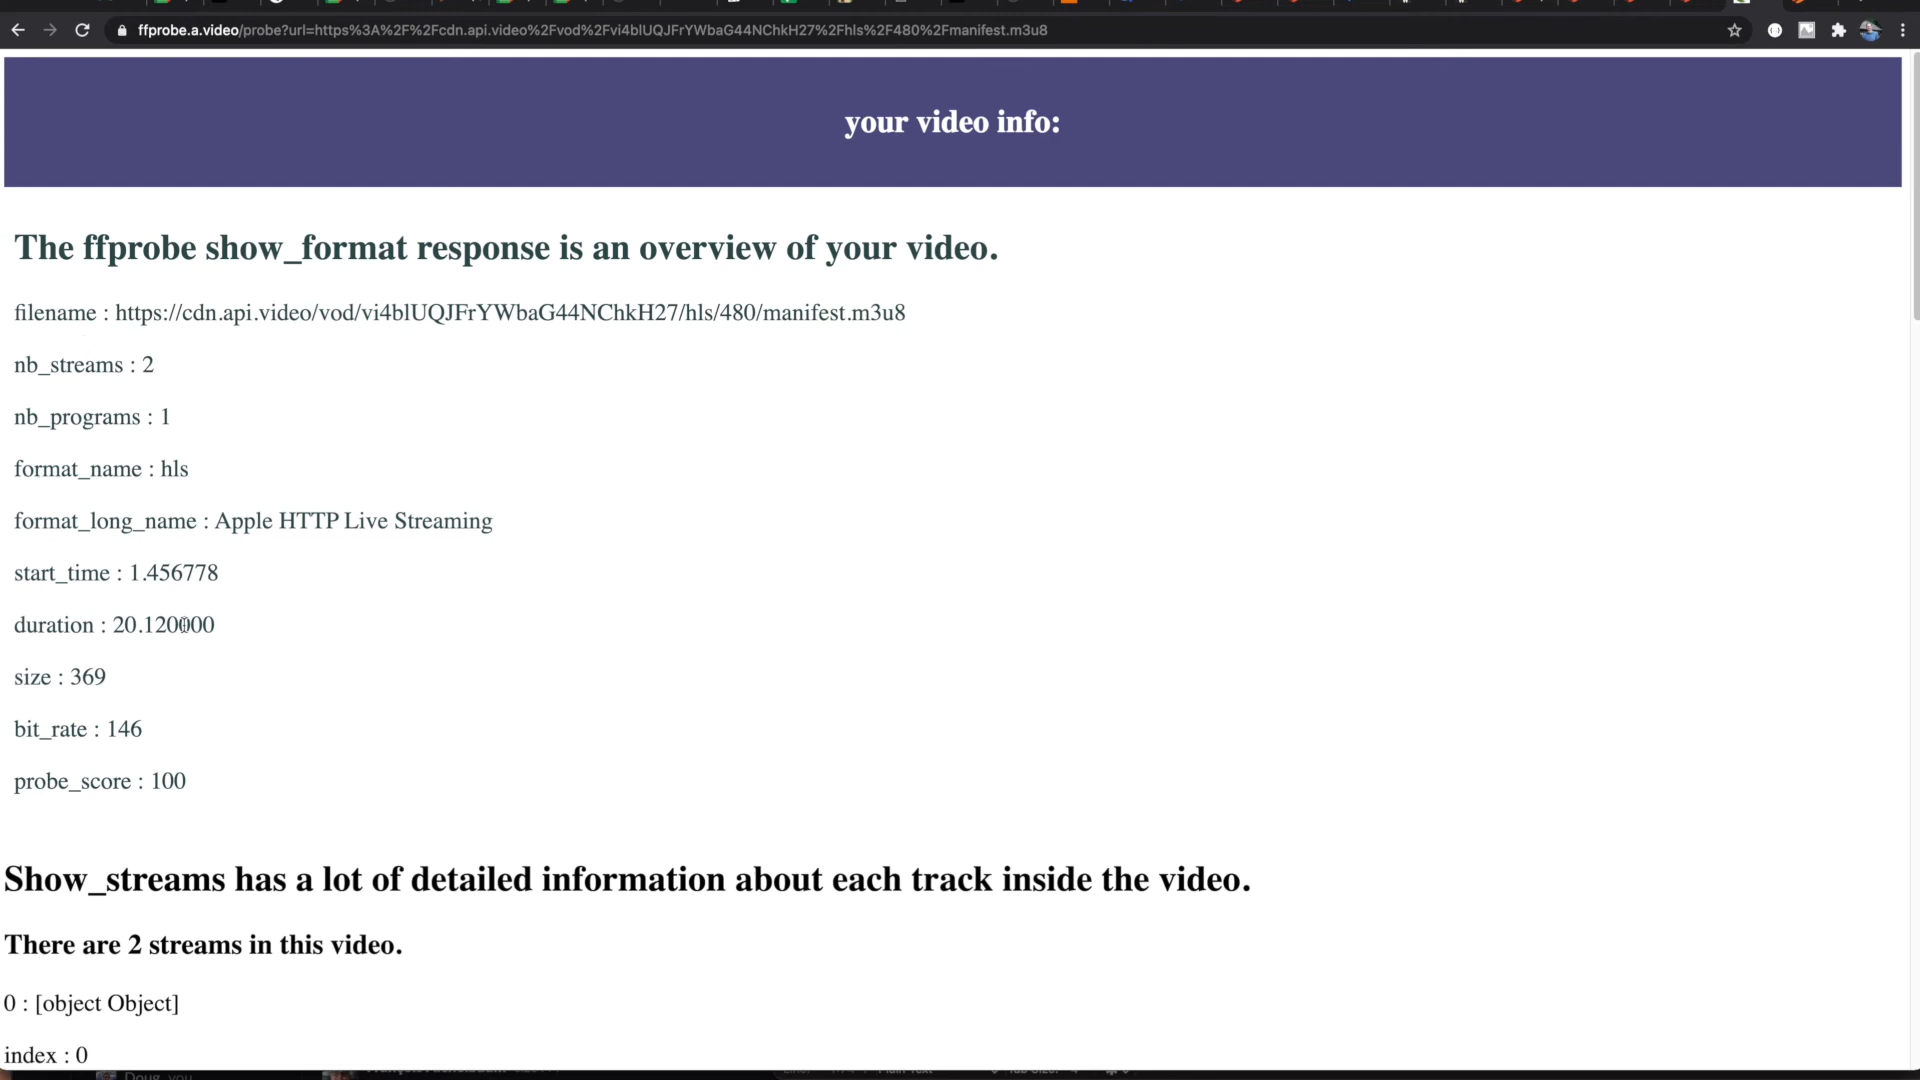 ffprobe.a.video/probe?url=https%3A%2F%2Fcdn.api.video%2Fvod%2Fvi4blUQJFrYWbaG44NChkH27%2Fhls%2F480%2Fmanifest.m3u8
your video info:
The ffprobe show_format response is an overview of your video.
filename : https://cdn.api.video/vod/vi4blUQJFrYWbaG44NChkH27/hls/480/manifest.m3u8
nb_streams : 2
nb_programs : 1
format_name : hls
format_long_name : Apple HTTP Live Streaming
start_time : 1.456778
duration : 20.120000
size : 369
bit_rate : 146
probe_score : 100
Show_streams has a lot of detailed information about each track inside the video.
There are 2 streams in this video.
0 : [object Object]
index : 0